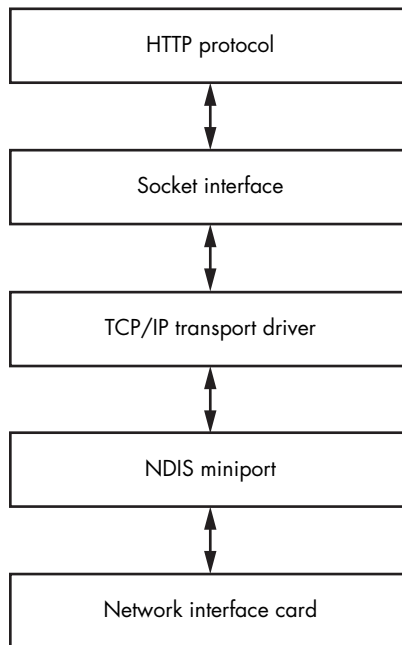 HTTP protocol
Socket interface
TCP/IP transport driver
NDIS miniport
Network interface card